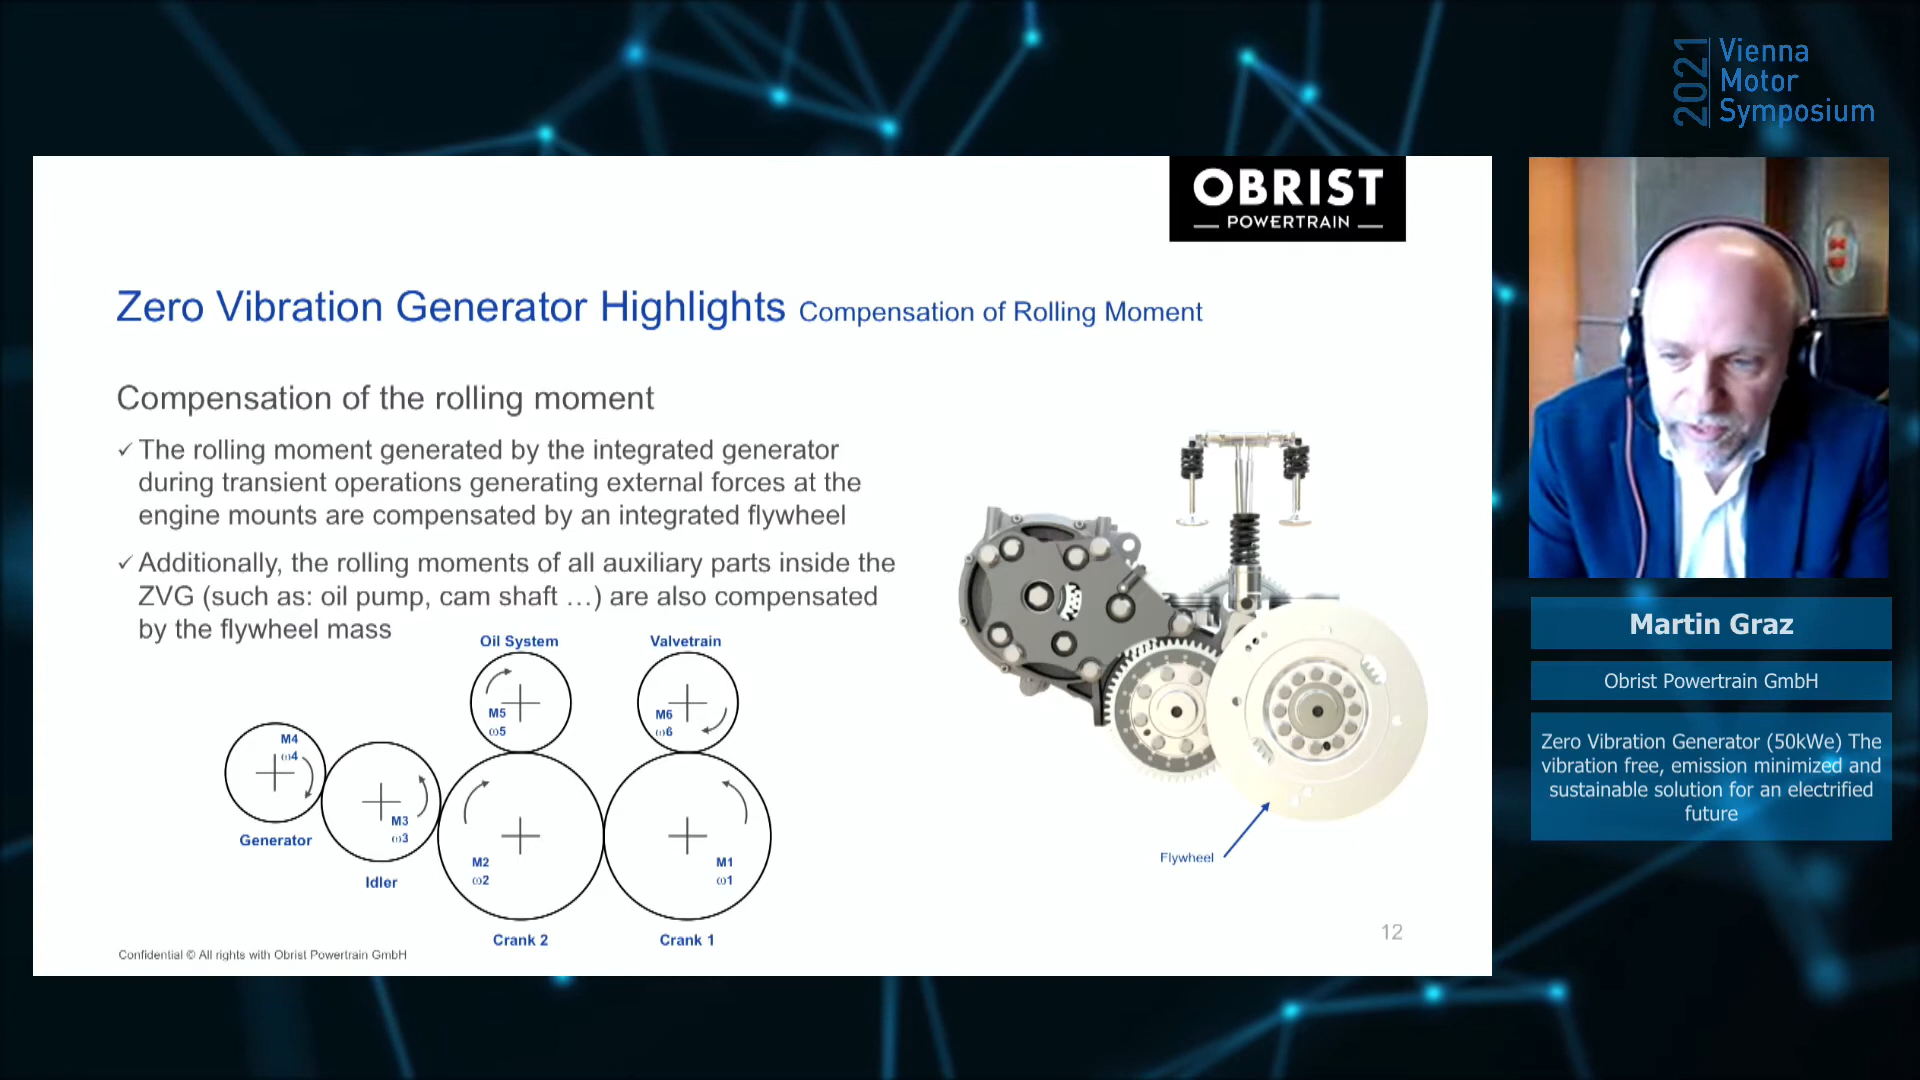 2021
Vienna
Motor
Symposium
OBRIST
POWERTRAIN
Zero Vibration Generator Highlights Compensation of Rolling Moment
Compensation of the rolling moment
✓ The rolling moment generated by the integrated generator
during transient operations generating external forces at the
engine mounts are compensated by an integrated flywheel
✓ Additionally, the rolling moments of all auxiliary parts inside the
ZVG (such as: oil pump, cam shaft …) are also compensated
by the flywheel mass
Oil System
Valvetrain
M5
ω5
M6
ω6
M4
ω4
Generator
M3
ω3
Idler
M2
ω2
M1
ω1
Crank 2
Crank 1
Flywheel
12
Confidential © All rights with Obrist Powertrain GmbH
Martin Graz
Obrist Powertrain GmbH
Zero Vibration Generator (50kWe) The
vibration free, emission minimized and
sustainable solution for an electrified
future